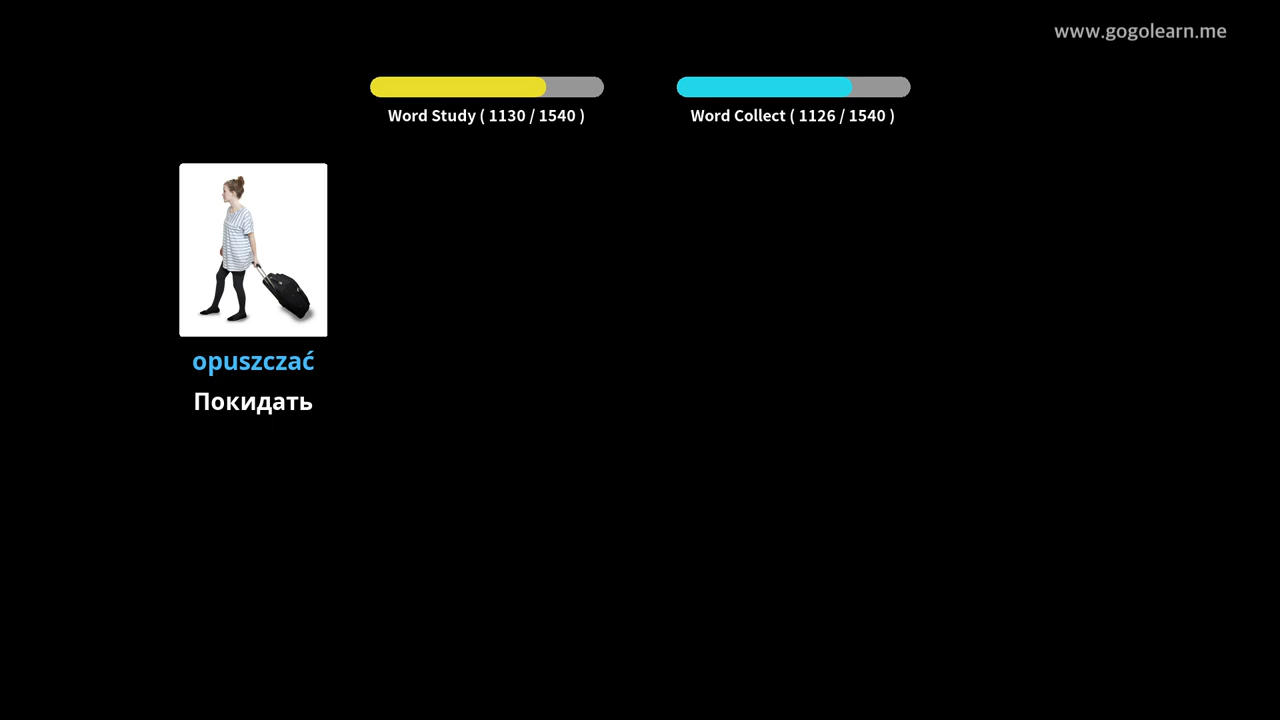 www.gogolearn.me
Word Study ( 1130 / 1540 )
Word Collect ( 1126 / 1540 )
opuszczać
Покидать